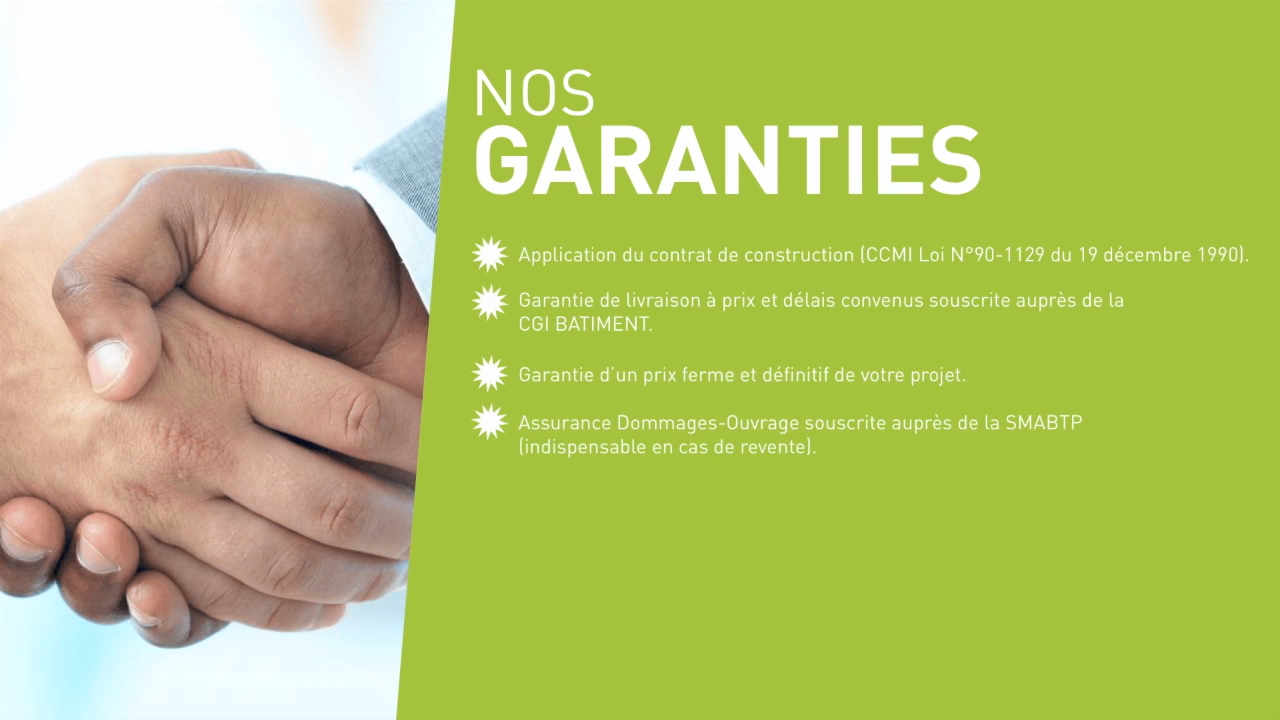 NOS
GARANTIES
Application du contrat de construction (CCMI Loi N°90-1129 du 19 décembre 1990).
Garantie de livraison à prix et délais convenus souscrite auprès de la
CGI BATIMENT.
Garantie d'un prix ferme et définitif de votre projet.
Assurance Dommages-Ouvrage souscrite auprès de la SMABTP
(indispensable en cas de revente).